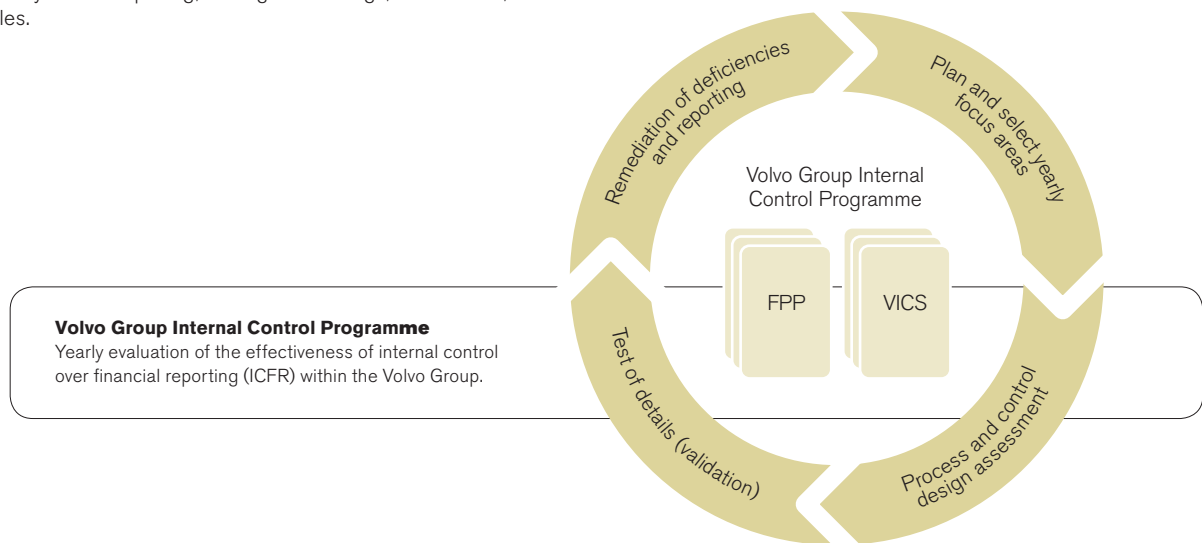 les.
Remediation of deficiencies
and reporting
Plan and select yearly
focus areas
Volvo Group Internal
Control Programme
FPP
VICS
Volvo Group Internal Control Programme
Yearly evaluation of the effectiveness of internal control
over financial reporting (ICFR) within the Volvo Group.
Test of details (validation)
Process and control
design assessment